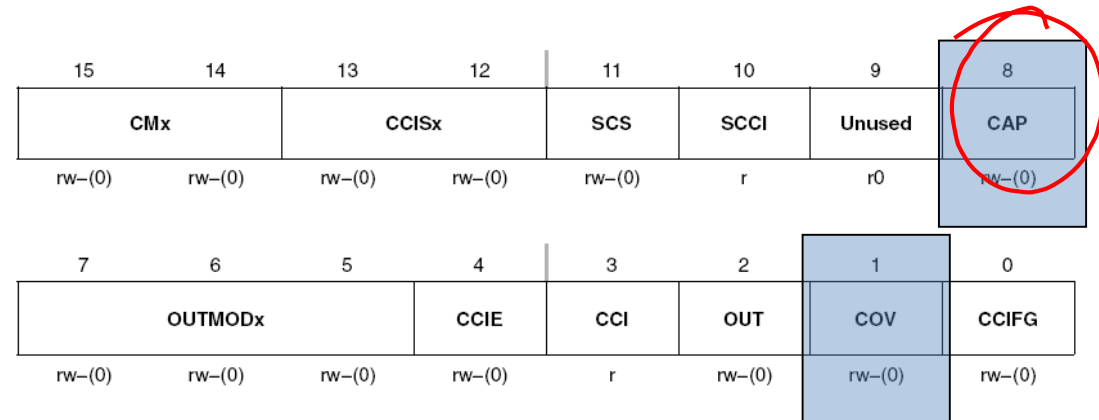 15 14 13 12 11 10 9 8
CMx CCISx SCS SCCI Unused CAP
rw–(0) rw–(0) rw–(0) rw–(0) rw–(0) r r0 rw–(0)
7 6 5 4 3 2 1 0
OUTMODx CCIE CCI OUT COV CCIFG
rw–(0) rw–(0) rw–(0) rw–(0) r rw–(0) rw–(0) rw–(0)